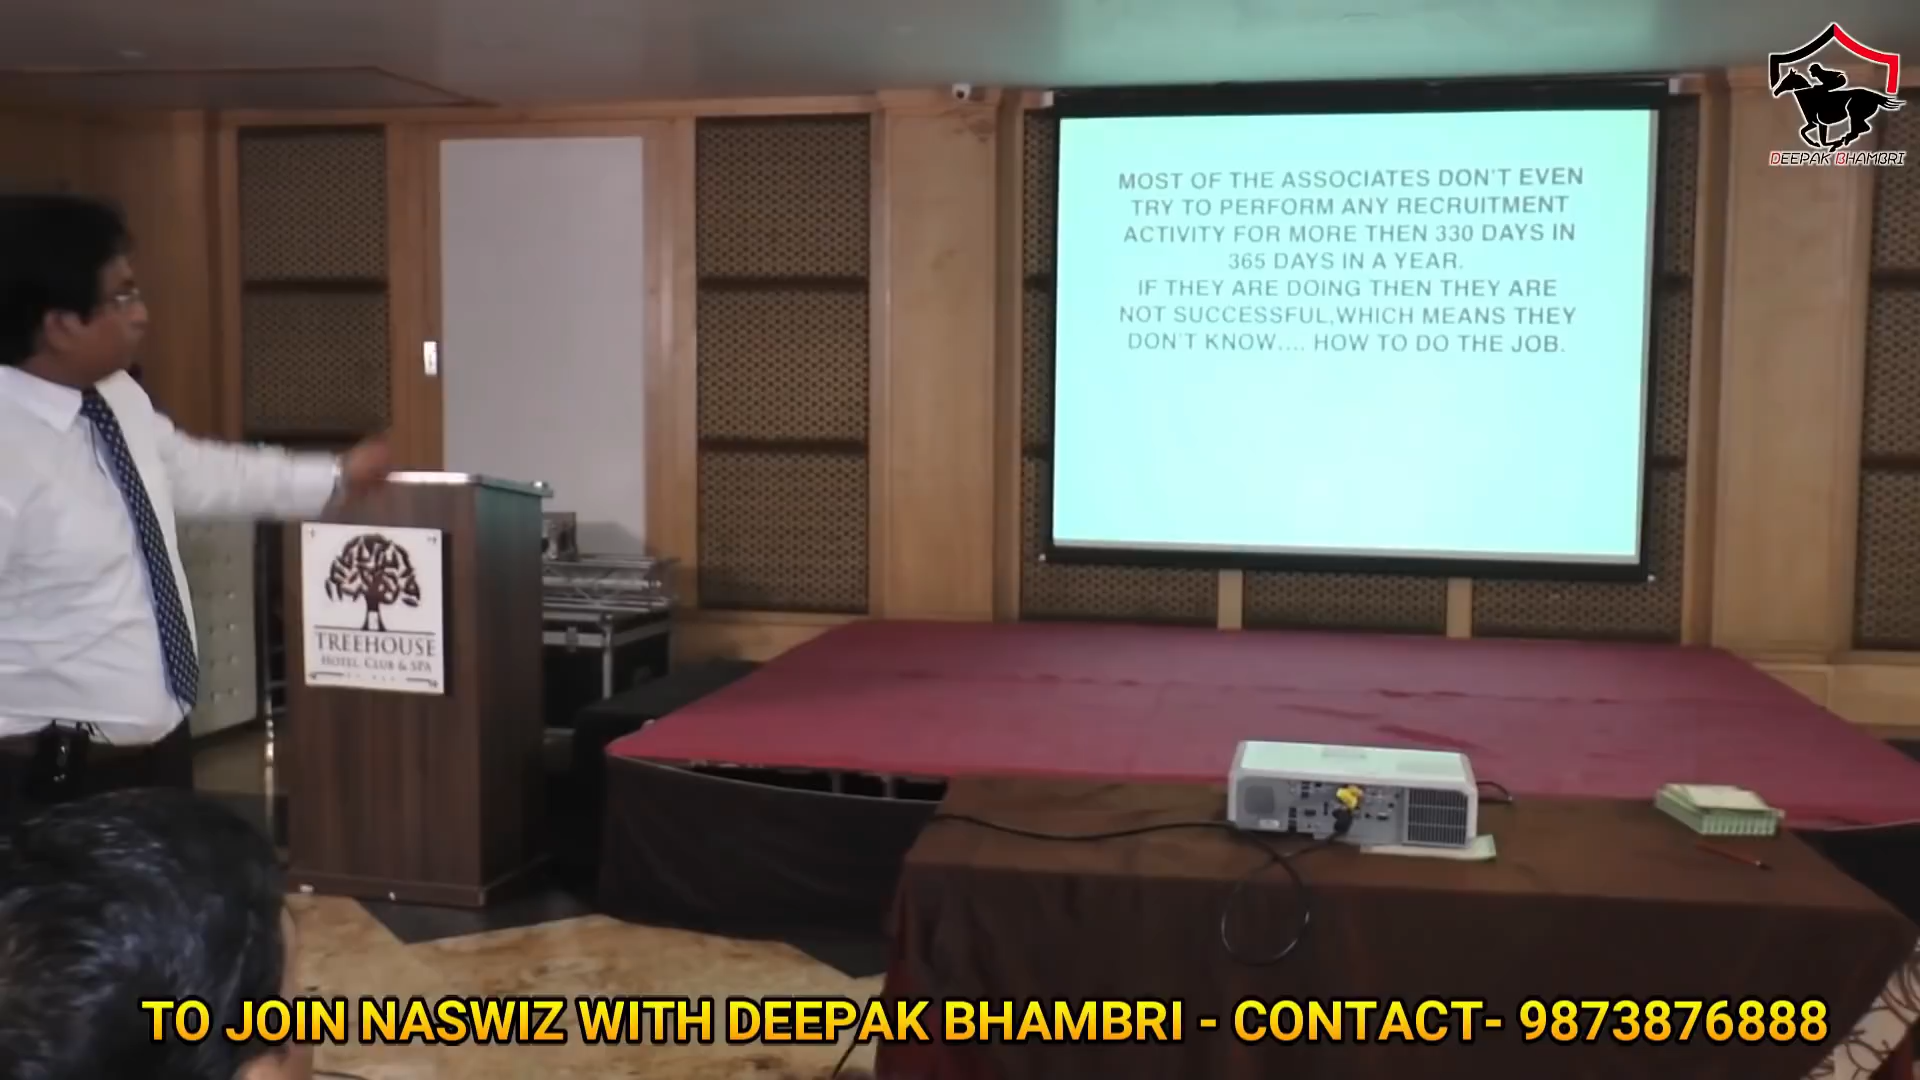 DEEPAK BHAMBRI
MOST OF THE ASSOCIATES DON'T EVEN
TRY TO PERFORM ANY RECRUITMENT
ACTIVITY FOR MORE THEN 330 DAYS IN
365 DAYS IN A YEAR.
IF THEY ARE DOING THEN THEY ARE
NOT SUCCESSFUL,WHICH MEANS THEY
DON'T KNOW.... HOW TO DO THE JOB.
TREEHOUSE
HOTEL, CLUB & SPA
TO JOIN NASWIZ WITH DEEPAK BHAMBRI - CONTACT- 9873876888